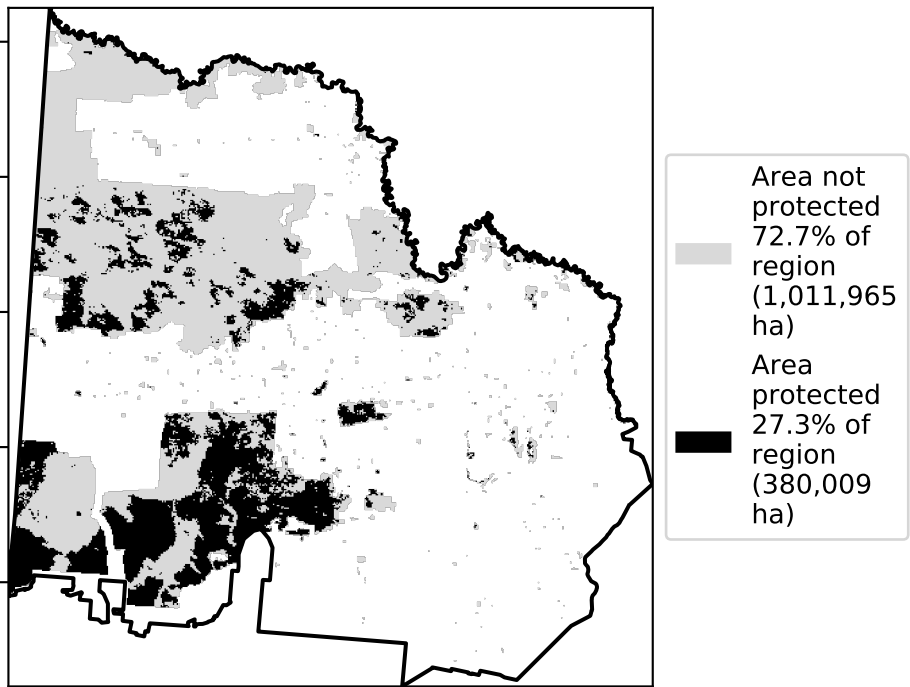 Area not
protected
72.7% of
region
(1,011,965
ha)
Area
protected
27.3% of
region
(380,009
ha)